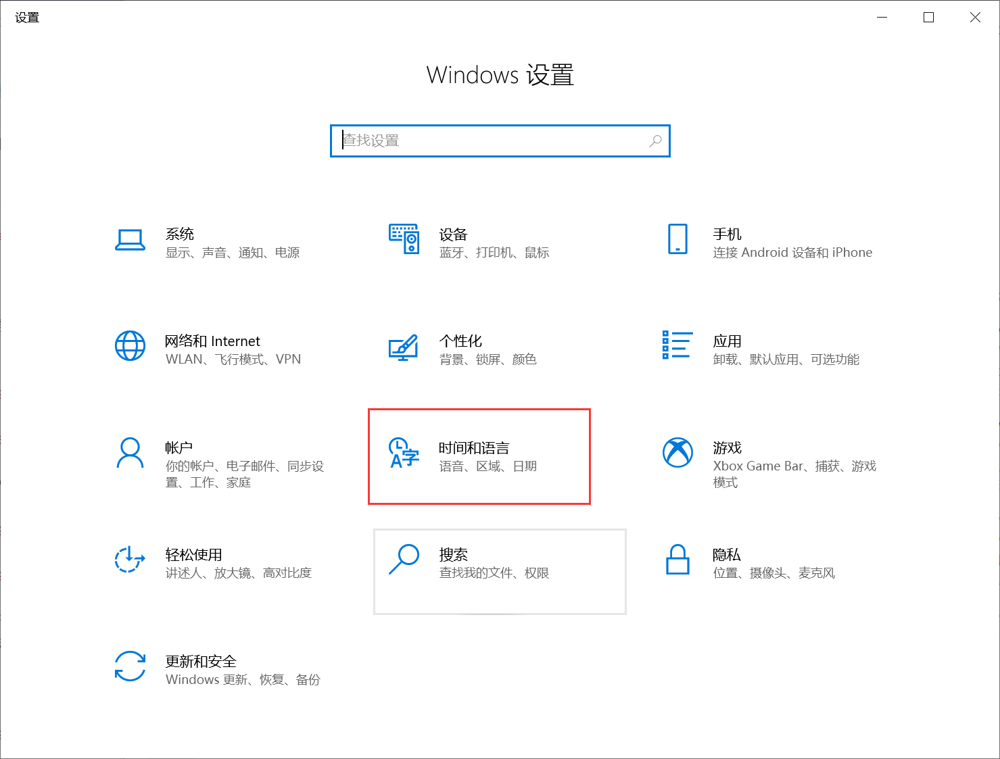 设置
Windows 设置
查找设置
系统
显示、声音、通知、电源
设备
蓝牙、打印机、鼠标
手机
连接 Android 设备和 iPhone
网络和 Internet
WLAN、飞行模式、VPN
个性化
背景、锁屏、颜色
应用
卸载、默认应用、可选功能
帐户
你的帐户、电子邮件、同步设
置、工作、家庭
时间和语言
语音、区域、日期
游戏
Xbox Game Bar、捕获、游戏
模式
轻松使用
讲述人、放大镜、高对比度
搜索
查找我的文件、权限
隐私
位置、摄像头、麦克风
更新和安全
Windows 更新、恢复、备份